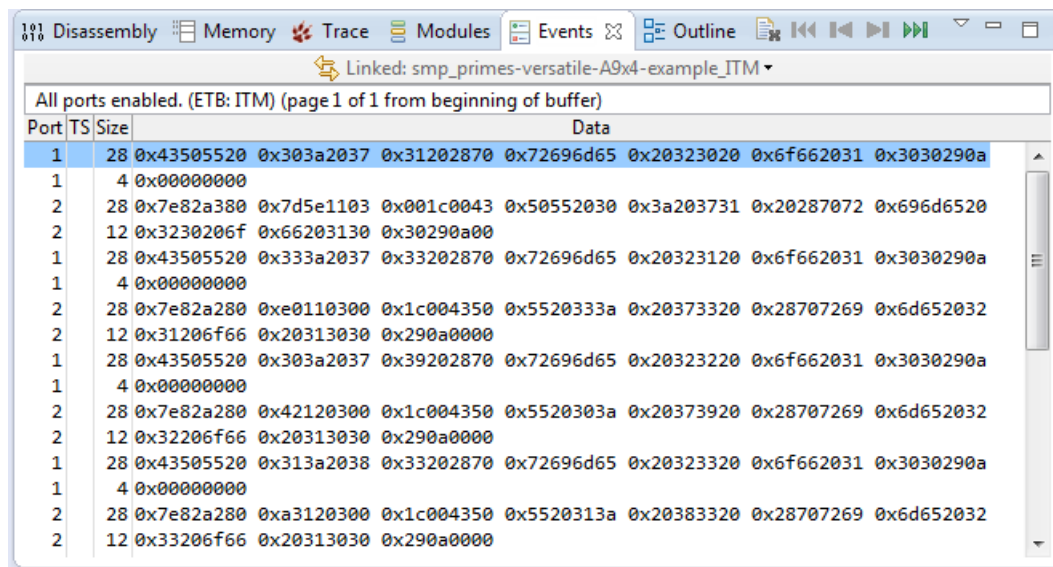 Disassembly Memory Trace Modules Events Outline
Linked: smp_primes-versatile-A9x4-example_ITM
All ports enabled. (ETB: ITM) (page 1 of 1 from beginning of buffer)
Port TS Size Data
1 28 0x43505520 0x303a2037 0x31202870 0x72696d65 0x20323020 0x6f662031 0x3030290a
1 4 0x00000000
2 28 0x7e82a380 0x7d5e1103 0x001c0043 0x50552030 0x3a203731 0x20287072 0x696d6520
2 12 0x3230206f 0x66203130 0x30290a00
1 28 0x43505520 0x333a2037 0x33202870 0x72696d65 0x20323120 0x6f662031 0x3030290a
1 4 0x00000000
2 28 0x7e82a280 0xe0110300 0x1c004350 0x5520333a 0x20373320 0x28707269 0x6d652032
2 12 0x31206f66 0x20313030 0x290a0000
1 28 0x43505520 0x303a2037 0x39202870 0x72696d65 0x20323220 0x6f662031 0x3030290a
1 4 0x00000000
2 28 0x7e82a280 0x42120300 0x1c004350 0x5520303a 0x20373920 0x28707269 0x6d652032
2 12 0x32206f66 0x20313030 0x290a0000
1 28 0x43505520 0x313a2038 0x33202870 0x72696d65 0x20323320 0x6f662031 0x3030290a
1 4 0x00000000
2 28 0x7e82a280 0xa3120300 0x1c004350 0x5520313a 0x20383320 0x28707269 0x6d652032
2 12 0x33206f66 0x20313030 0x290a0000